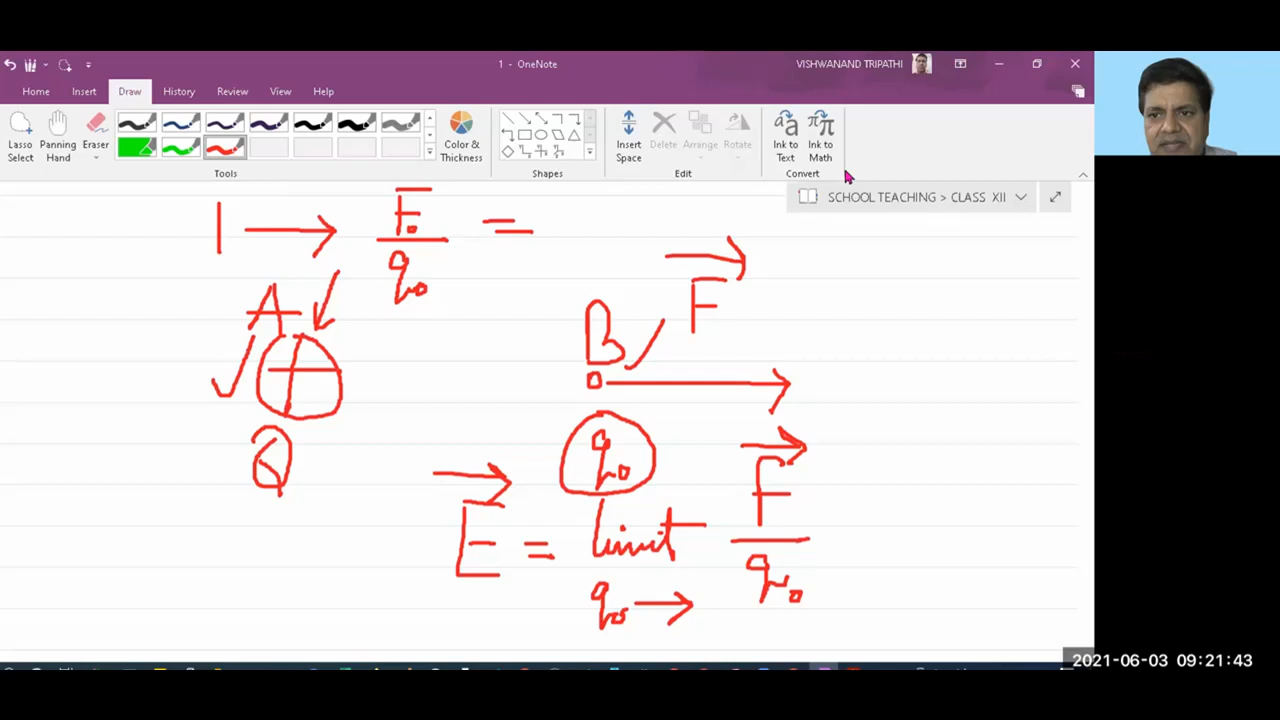 1 - OneNote
VISHWANAND TRIPATHI
Home Insert Draw History Review View Help
Lasso Select
Panning Hand
Eraser
Color & Thickness
Insert Space
Delete
Arrange
Rotate
Ink to Text
Ink to Math
Tools
Shapes
Edit
Convert
SCHOOL TEACHING > CLASS XII
1 → F / q₀ =
A
B
F
Q
q₀
E = limit F / q₀
q₀ →
2021-06-03 09:21:43